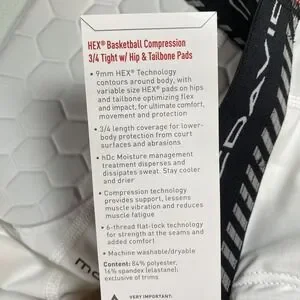 HEX® Basketball Compression
3/4 Tight w/ Hip & Tailbone Pads
• 9mm HEX® Technology
contours around body, with
variable size HEX® pads on hips
and tailbone optimizing flex
and impact, for ultimate comfort,
movement and protection
• 3/4 length coverage for lower-
body protection from court
surfaces and abrasions
• hDc Moisture management
treatment disperses and
dissipates sweat. Stay cooler
and drier
• Compression technology
provides support, lessens
muscle vibration and reduces
muscle fatigue
• 6-thread flat-lock technology
for strength at the seams and
added comfort
• Machine washable/dryable
Content: 84% polyester,
16% spandex (elastane);
exclusive of trims
VERY IMPORTANT:
DAVID